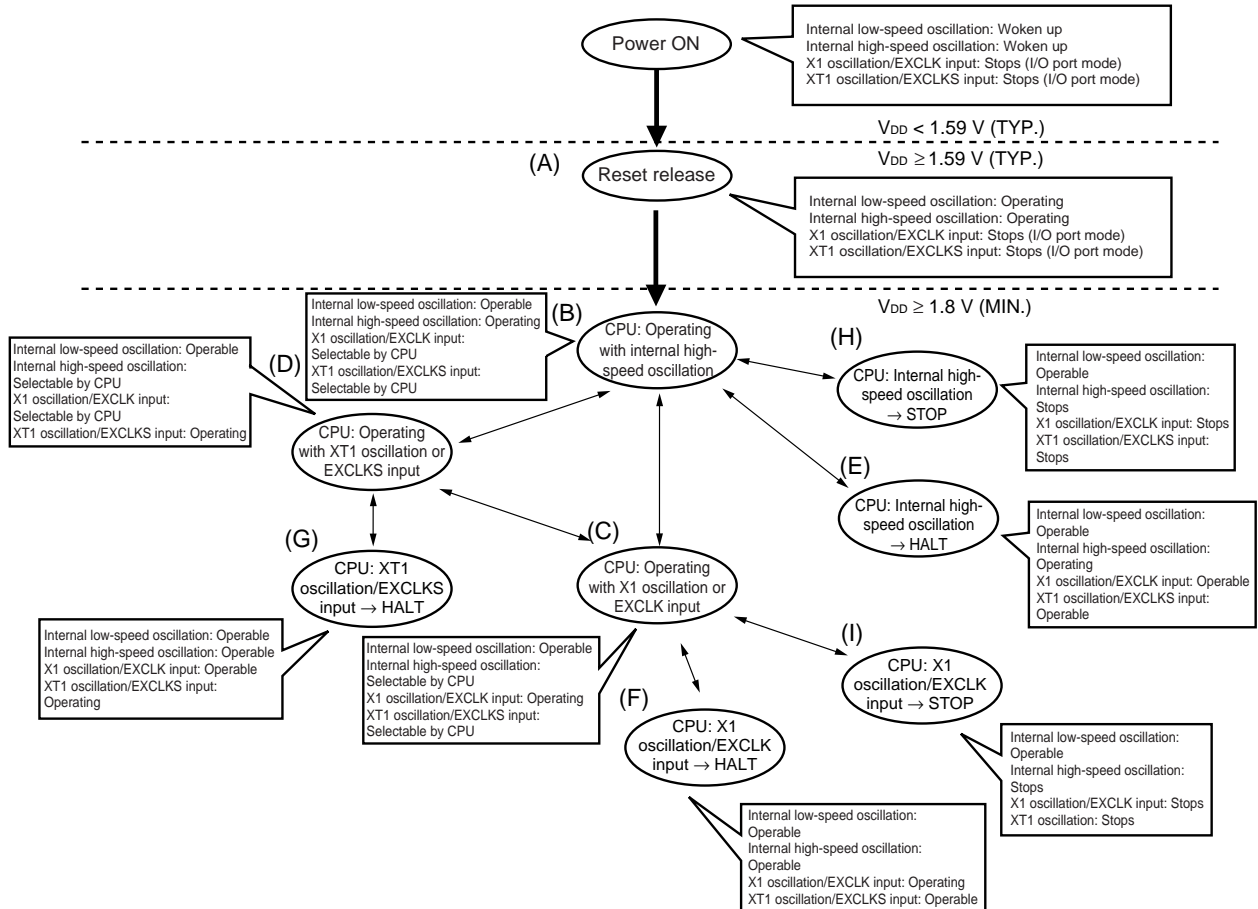 Power ON
Internal low-speed oscillation: Woken up
Internal high-speed oscillation: Woken up
X1 oscillation/EXCLK input: Stops (I/O port mode)
XT1 oscillation/EXCLKS input: Stops (I/O port mode)
VDD < 1.59 V (TYP.)
VDD ≥ 1.59 V (TYP.)
(A)
Reset release
Internal low-speed oscillation: Operating
Internal high-speed oscillation: Operating
X1 oscillation/EXCLK input: Stops (I/O port mode)
XT1 oscillation/EXCLKS input: Stops (I/O port mode)
VDD ≥ 1.8 V (MIN.)
(B)
Internal low-speed oscillation: Operable
Internal high-speed oscillation: Operating
X1 oscillation/EXCLK input:
Selectable by CPU
XT1 oscillation/EXCLKS input:
Selectable by CPU
CPU: Operating
with internal high-
speed oscillation
(D)
Internal low-speed oscillation: Operable
Internal high-speed oscillation:
Selectable by CPU
X1 oscillation/EXCLK input:
Selectable by CPU
XT1 oscillation/EXCLKS input: Operating
CPU: Operating
with XT1 oscillation or
EXCLKS input
(H)
CPU: Internal high-
speed oscillation
→ STOP
Internal low-speed oscillation:
Operable
Internal high-speed oscillation:
Stops
X1 oscillation/EXCLK input: Stops
XT1 oscillation/EXCLKS input:
Stops
(E)
CPU: Internal high-
speed oscillation
→ HALT
Internal low-speed oscillation:
Operable
Internal high-speed oscillation:
Operating
X1 oscillation/EXCLK input: Operable
XT1 oscillation/EXCLKS input:
Operable
(G)
CPU: XT1
oscillation/EXCLKS
input → HALT
Internal low-speed oscillation: Operable
Internal high-speed oscillation: Operable
X1 oscillation/EXCLK input: Operable
XT1 oscillation/EXCLKS input:
Operating
(C)
CPU: Operating
with X1 oscillation or
EXCLK input
Internal low-speed oscillation: Operable
Internal high-speed oscillation:
Selectable by CPU
X1 oscillation/EXCLK input: Operating
XT1 oscillation/EXCLKS input:
Selectable by CPU
(I)
CPU: X1
oscillation/EXCLK
input → STOP
Internal low-speed oscillation:
Operable
Internal high-speed oscillation:
Stops
X1 oscillation/EXCLK input: Stops
XT1 oscillation: Stops
(F)
CPU: X1
oscillation/EXCLK
input → HALT
Internal low-speed oscillation:
Operable
Internal high-speed oscillation:
Operable
X1 oscillation/EXCLK input: Operating
XT1 oscillation/EXCLKS input: Operable